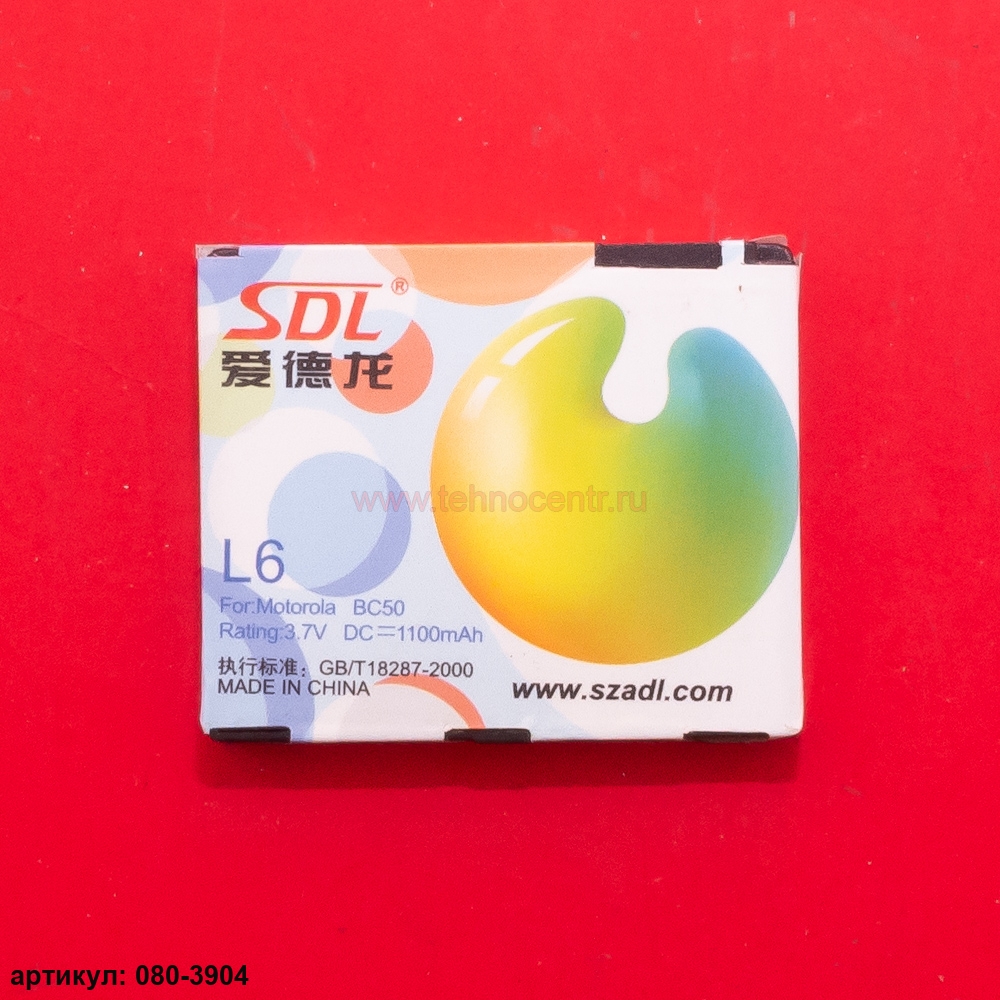 SDL®
爱德龙
www.tehnocentr.ru
L6
For:Motorola BC50
Rating:3.7V DC⎓1100mAh
执行标准：GB/T18287-2000
MADE IN CHINA
www.szadl.com
артикул: 080-3904